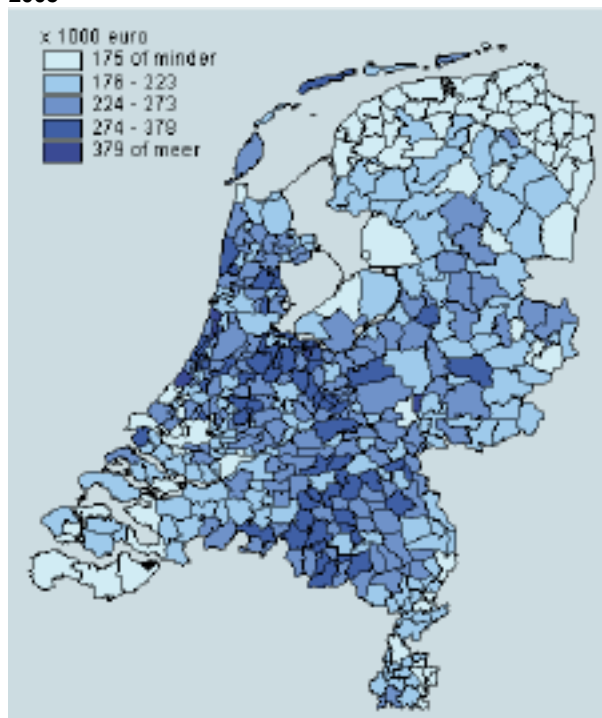 x 1000 euro
175 of minder
176 - 223
224 - 273
274 - 378
379 of meer